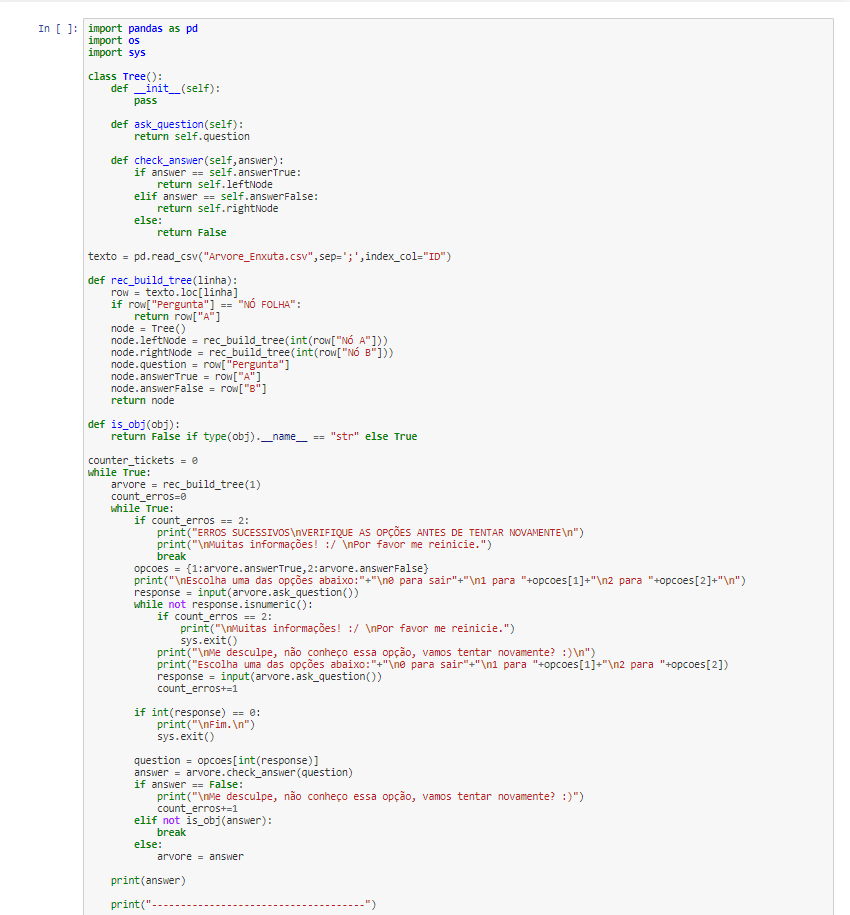 In [ ]: import pandas as pd
import os
import sys

class Tree():
    def __init__(self):
        pass

    def ask_question(self):
        return self.question

    def check_answer(self,answer):
        if answer == self.answerTrue:
            return self.leftNode
        elif answer == self.answerFalse:
            return self.rightNode
        else:
            return False

texto = pd.read_csv("Arvore_Enxuta.csv",sep=';',index_col="ID")

def rec_build_tree(linha):
    row = texto.loc[linha]
    if row["Pergunta"] == "NÓ FOLHA":
        return row["A"]
    node = Tree()
    node.leftNode = rec_build_tree(int(row["Nó A"]))
    node.rightNode = rec_build_tree(int(row["Nó B"]))
    node.question = row["Pergunta"]
    node.answerTrue = row["A"]
    node.answerFalse = row["B"]
    return node

def is_obj(obj):
    return False if type(obj).__name__ == "str" else True

counter_tickets = 0
while True:
    arvore = rec_build_tree(1)
    count_erros=0
    while True:
        if count_erros == 2:
            print("ERROS SUCESSIVOS\nVERIFIQUE AS OPÇÕES ANTES DE TENTAR NOVAMENTE\n")
            print("\nMuitas informações! :/ \nPor favor me reinicie.")
            break
        opcoes = {1:arvore.answerTrue,2:arvore.answerFalse}
        print("\nEscolha uma das opções abaixo:"+"\n0 para sair"+"\n1 para "+opcoes[1]+"\n2 para "+opcoes[2]+"\n")
        response = input(arvore.ask_question())
        while not response.isnumeric():
            if count_erros == 2:
                print("\nMuitas informações! :/ \nPor favor me reinicie.")
                sys.exit()
            print("\nMe desculpe, não conheço essa opção, vamos tentar novamente? :)\n")
            print("Escolha uma das opções abaixo:"+"\n0 para sair"+"\n1 para "+opcoes[1]+"\n2 para "+opcoes[2])
            response = input(arvore.ask_question())
            count_erros+=1

        if int(response) == 0:
            print("\nFim.\n")
            sys.exit()

        question = opcoes[int(response)]
        answer = arvore.check_answer(question)
        if answer == False:
            print("\nMe desculpe, não conheço essa opção, vamos tentar novamente? :)")
            count_erros+=1
        elif not is_obj(answer):
            break
        else:
            arvore = answer

    print(answer)

    print("-------------------------------------")